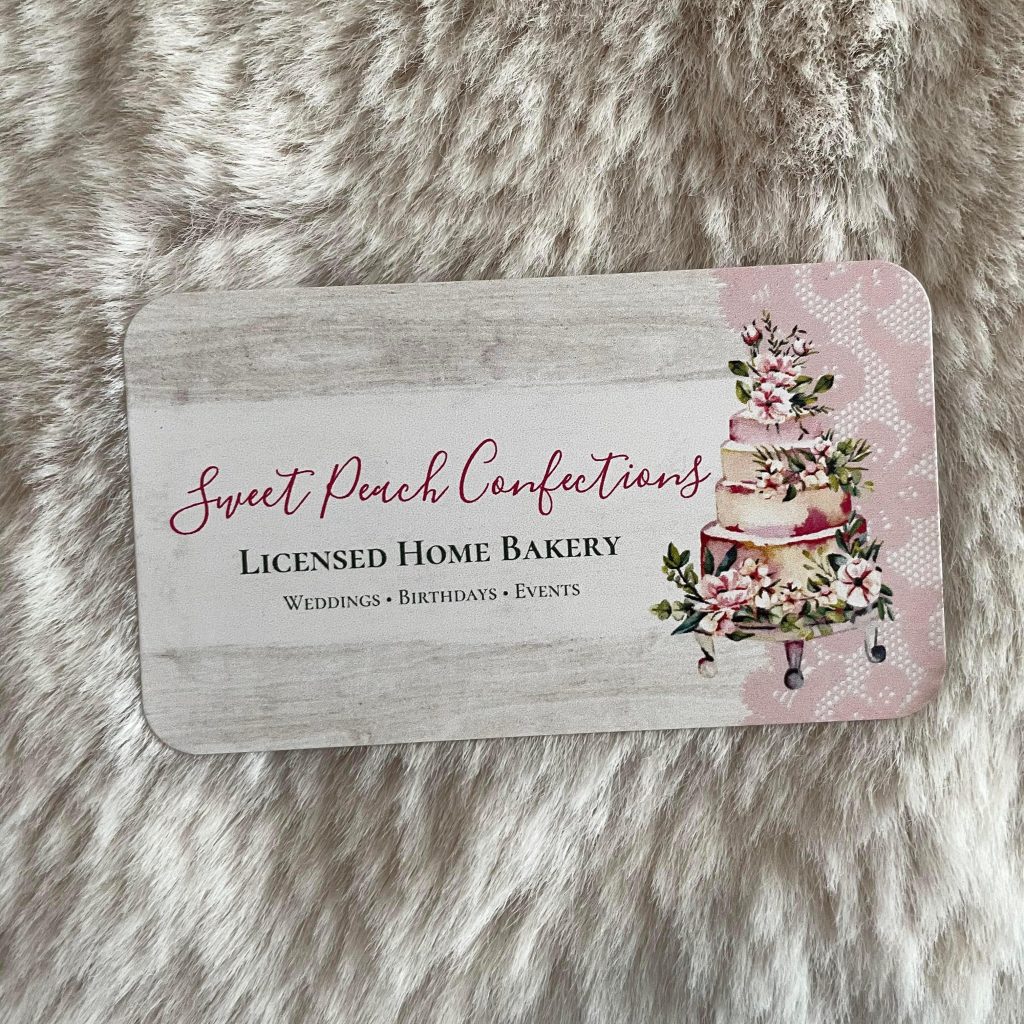 Sweet Peach Confections
Licensed Home Bakery
Weddings • Birthdays • Events